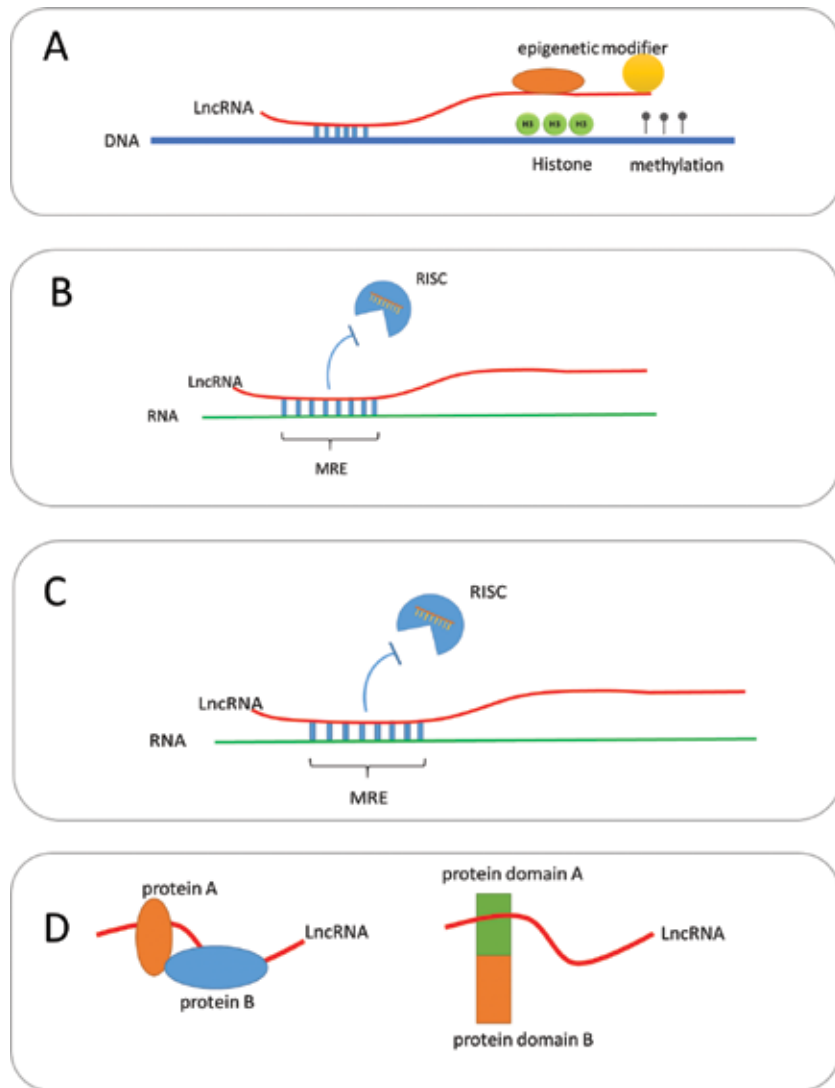 A
epigenetic modifier
LncRNA
H3 H3 H3
DNA
Histone methylation
B
RISC
LncRNA
RNA
MRE
C
RISC
LncRNA
RNA
MRE
D
protein A
LncRNA
protein B
protein domain A
LncRNA
protein domain B